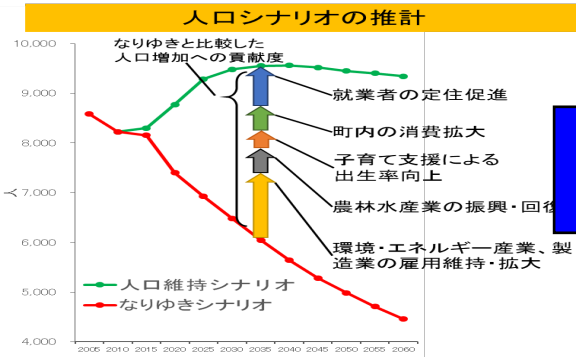 人口シナリオの推計
なりゆきと比較した
人口増加への貢献度
就業者の定住促進
町内の消費拡大
子育て支援による
出生率向上
農林水産業の振興・回復
環境・エネルギー産業、製
造業の雇用維持・拡大
人口維持シナリオ
なりゆきシナリオ
人
10,000
9,000
8,000
7,000
6,000
5,000
4,000
2005 2010 2015 2020 2025 2030 2035 2040 2045 2050 2055 2060